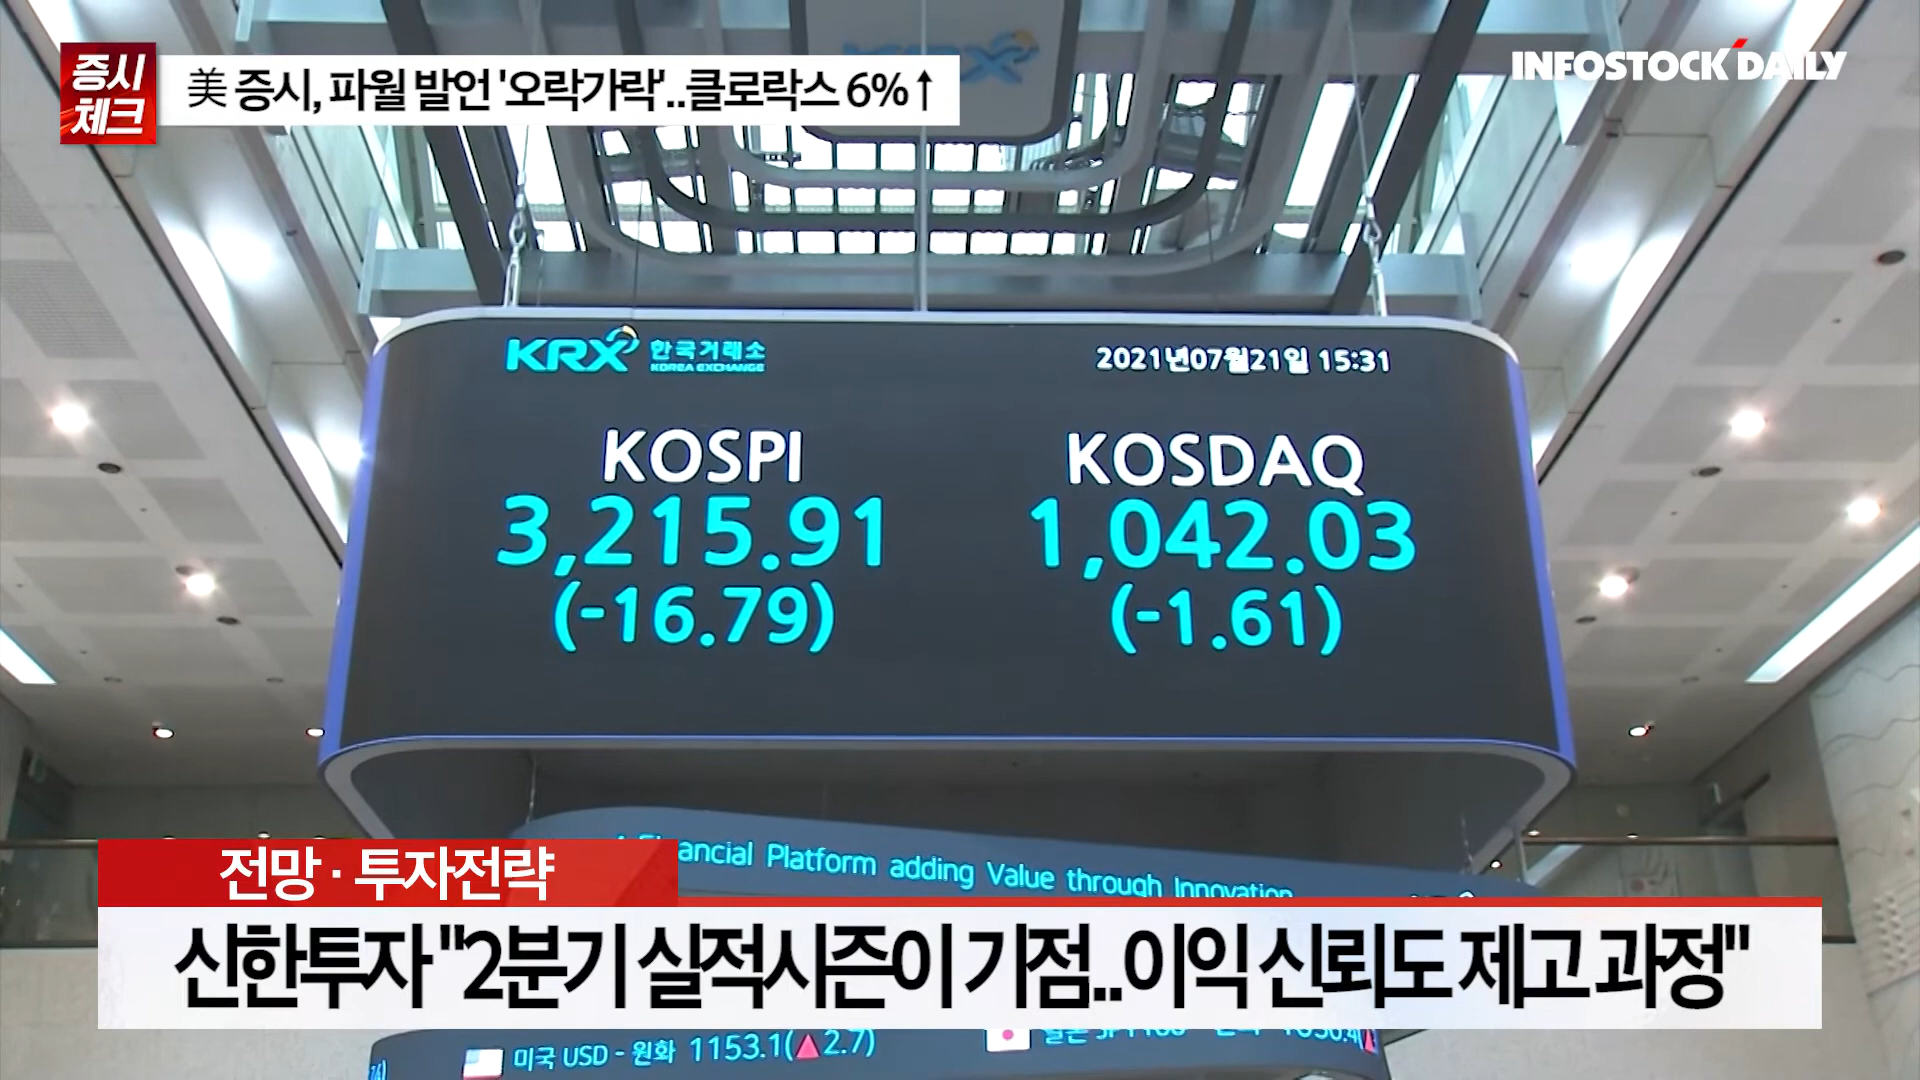 증시
체크
美 증시, 파월 발언 '오락가락'..클로락스 6%↑
INFOSTOCK DAILY
KRX
KRX 한국거래소
KOREA EXCHANGE
2021년07월21일 15:31
KOSPI
3,215.91
(-16.79)
KOSDAQ
1,042.03
(-1.61)
Platform adding Value through Innovation
전망·투자전략
신한투자 "2분기 실적시즌이 기점..이익 신뢰도 제고 과정"
미국 USD - 원화 1153.1(▲2.7)